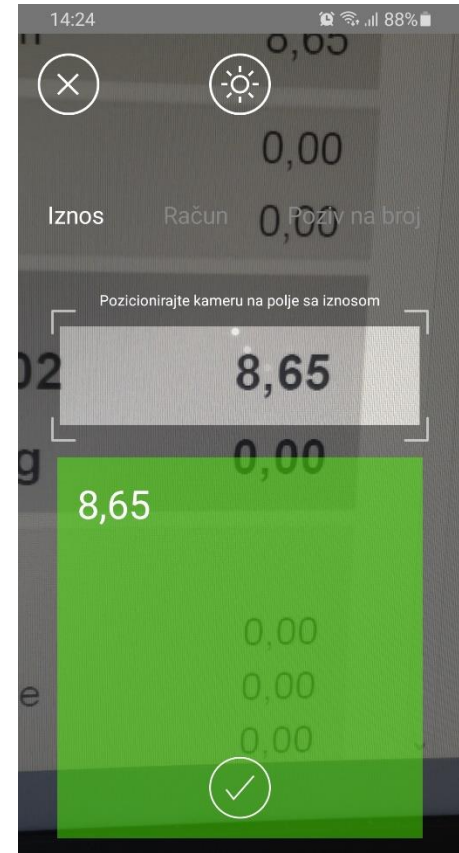 14:24 88%
8,65
0,00
Iznos Račun 0,00 Poziv na broj
Pozicionirajte kameru na polje sa iznosom
02 8,65
g 0,00
8,65
0,00
e 0,00
0,00